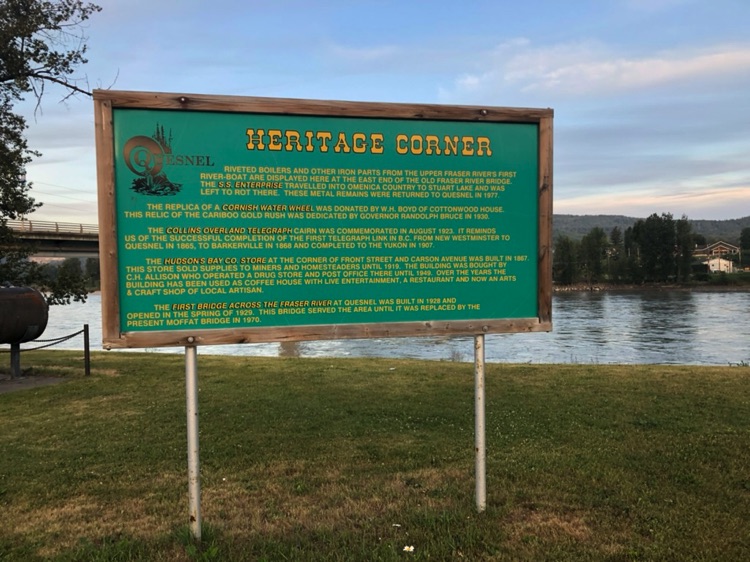 HERITAGE CORNER
QUESNEL
RIVETED BOILERS AND OTHER IRON PARTS FROM THE UPPER FRASER RIVER'S FIRST
RIVER-BOAT ARE DISPLAYED HERE AT THE EAST END OF THE OLD FRASER RIVER BRIDGE.
THE S.S. ENTERPRISE TRAVELLED INTO OMENICA COUNTRY TO STUART LAKE AND WAS
LEFT TO ROT THERE. THESE METAL REMAINS WERE RETURNED TO QUESNEL IN 1977.
THE REPLICA OF A CORNISH WATER WHEEL WAS DONATED BY W.H. BOYD OF COTTONWOOD HOUSE.
THIS RELIC OF THE CARIBOO GOLD RUSH WAS DEDICATED BY GOVERNOR RANDOLPH BRUCE IN 1930.
THE COLLINS OVERLAND TELEGRAPH CAIRN WAS COMMEMORATED IN AUGUST 1923. IT REMINDS
US OF THE SUCCESSFUL COMPLETION OF THE FIRST TELEGRAPH LINK IN B.C. FROM NEW WESTMINSTER TO
QUESNEL IN 1865, TO BARKERVILLE IN 1868 AND COMPLETED TO THE YUKON IN 1907.
THE HUDSON'S BAY CO. STORE AT THE CORNER OF FRONT STREET AND CARSON AVENUE WAS BUILT IN 1867.
THIS STORE SOLD SUPPLIES TO MINERS AND HOMESTEADERS UNTIL 1919. THE BUILDING WAS BOUGHT BY
C.H. ALLISON WHO OPERATED A DRUG STORE AND POST OFFICE THERE UNTIL 1949. OVER THE YEARS THE
BUILDING HAS BEEN USED AS COFFEE HOUSE WITH LIVE ENTERTAINMENT, A RESTAURANT AND NOW AN ARTS
& CRAFT SHOP OF LOCAL ARTISAN.
THE FIRST BRIDGE ACROSS THE FRASER RIVER AT QUESNEL WAS BUILT IN 1928 AND
OPENED IN THE SPRING OF 1929. THIS BRIDGE SERVED THE AREA UNTIL IT WAS REPLACED BY THE
PRESENT MOFFAT BRIDGE IN 1970.